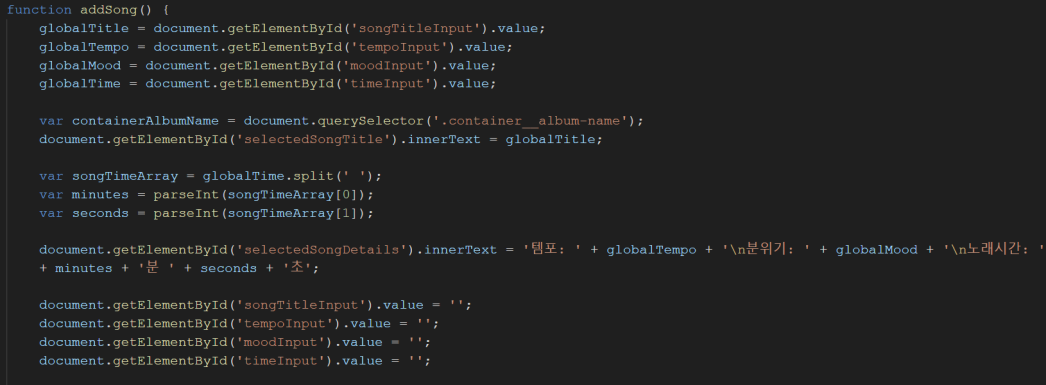 function addSong() {
globalTitle = document.getElementById('songTitleInput').value;
globalTempo = document.getElementById('tempoInput').value;
globalMood = document.getElementById('moodInput').value;
globalTime = document.getElementById('timeInput').value;
var containerAlbumName = document.querySelector('.container__album-name');
document.getElementById('selectedSongTitle').innerText = globalTitle;
var songTimeArray = globalTime.split(' ');
var minutes = parseInt(songTimeArray[0]);
var seconds = parseInt(songTimeArray[1]);
document.getElementById('selectedSongDetails').innerText = '템포: ' + globalTempo + '\n분위기: ' + globalMood + '\n노래시간: '
+ minutes + '분 ' + seconds + '초';
document.getElementById('songTitleInput').value = '';
document.getElementById('tempoInput').value = '';
document.getElementById('moodInput').value = '';
document.getElementById('timeInput').value = '';